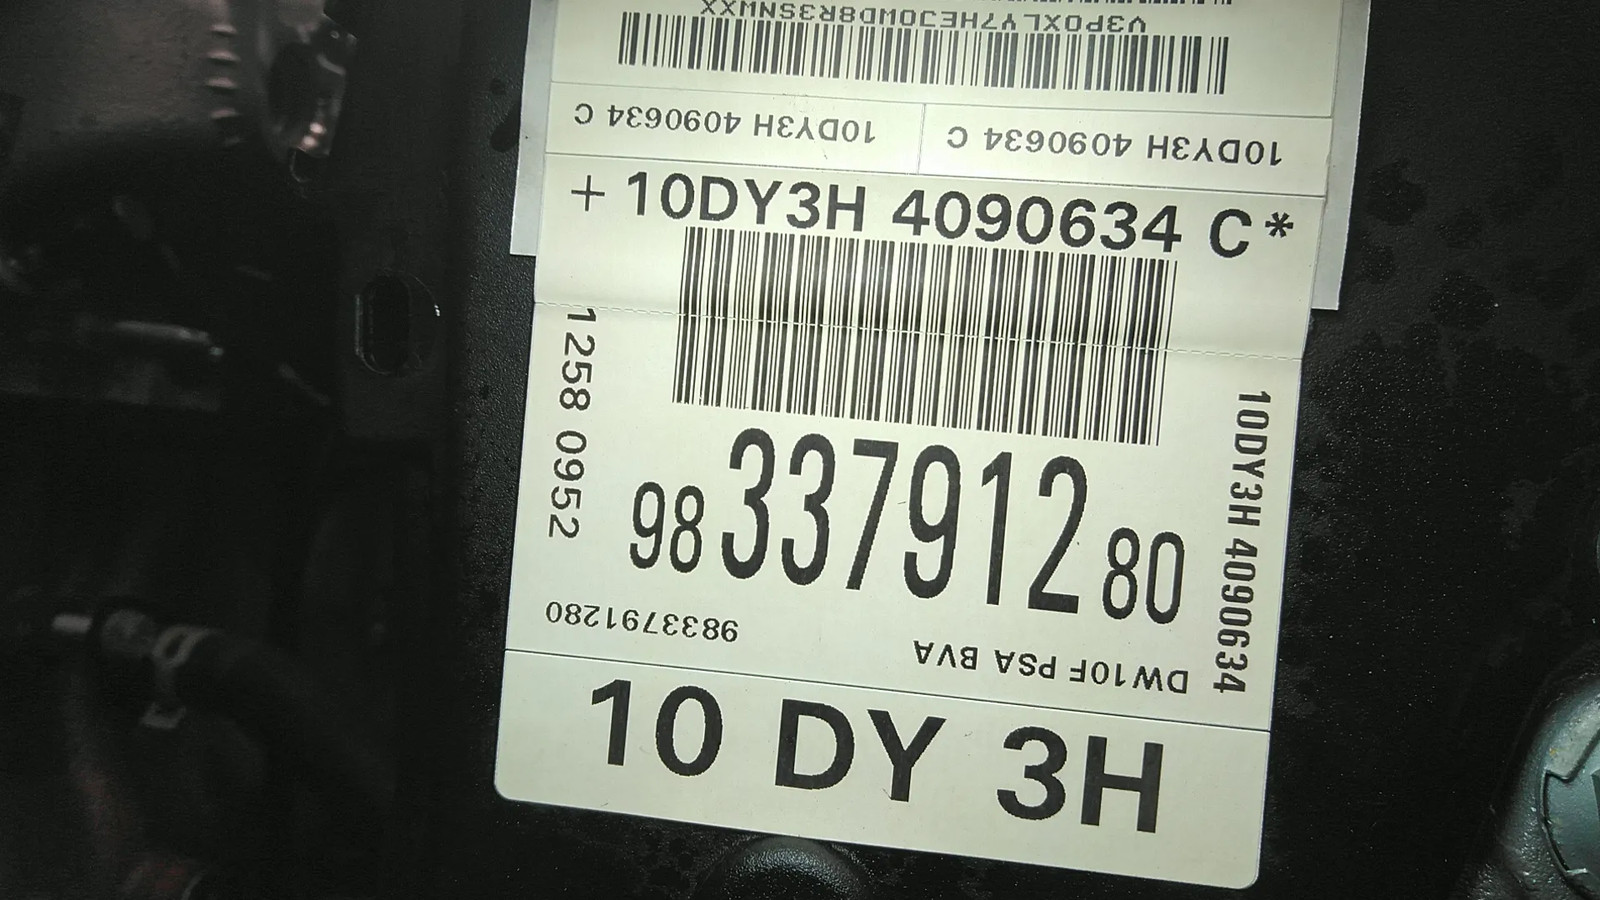 V3P0XLY7HEJ0WD8R3SNWXX
10DY3H 4090634 C
10DY3H 4090634 C
+ 10DY3H 4090634 C*
1258 0952
98 337912 80
10DY3H 4090634
9833791280
DW10F PSA BVA
10 DY 3H